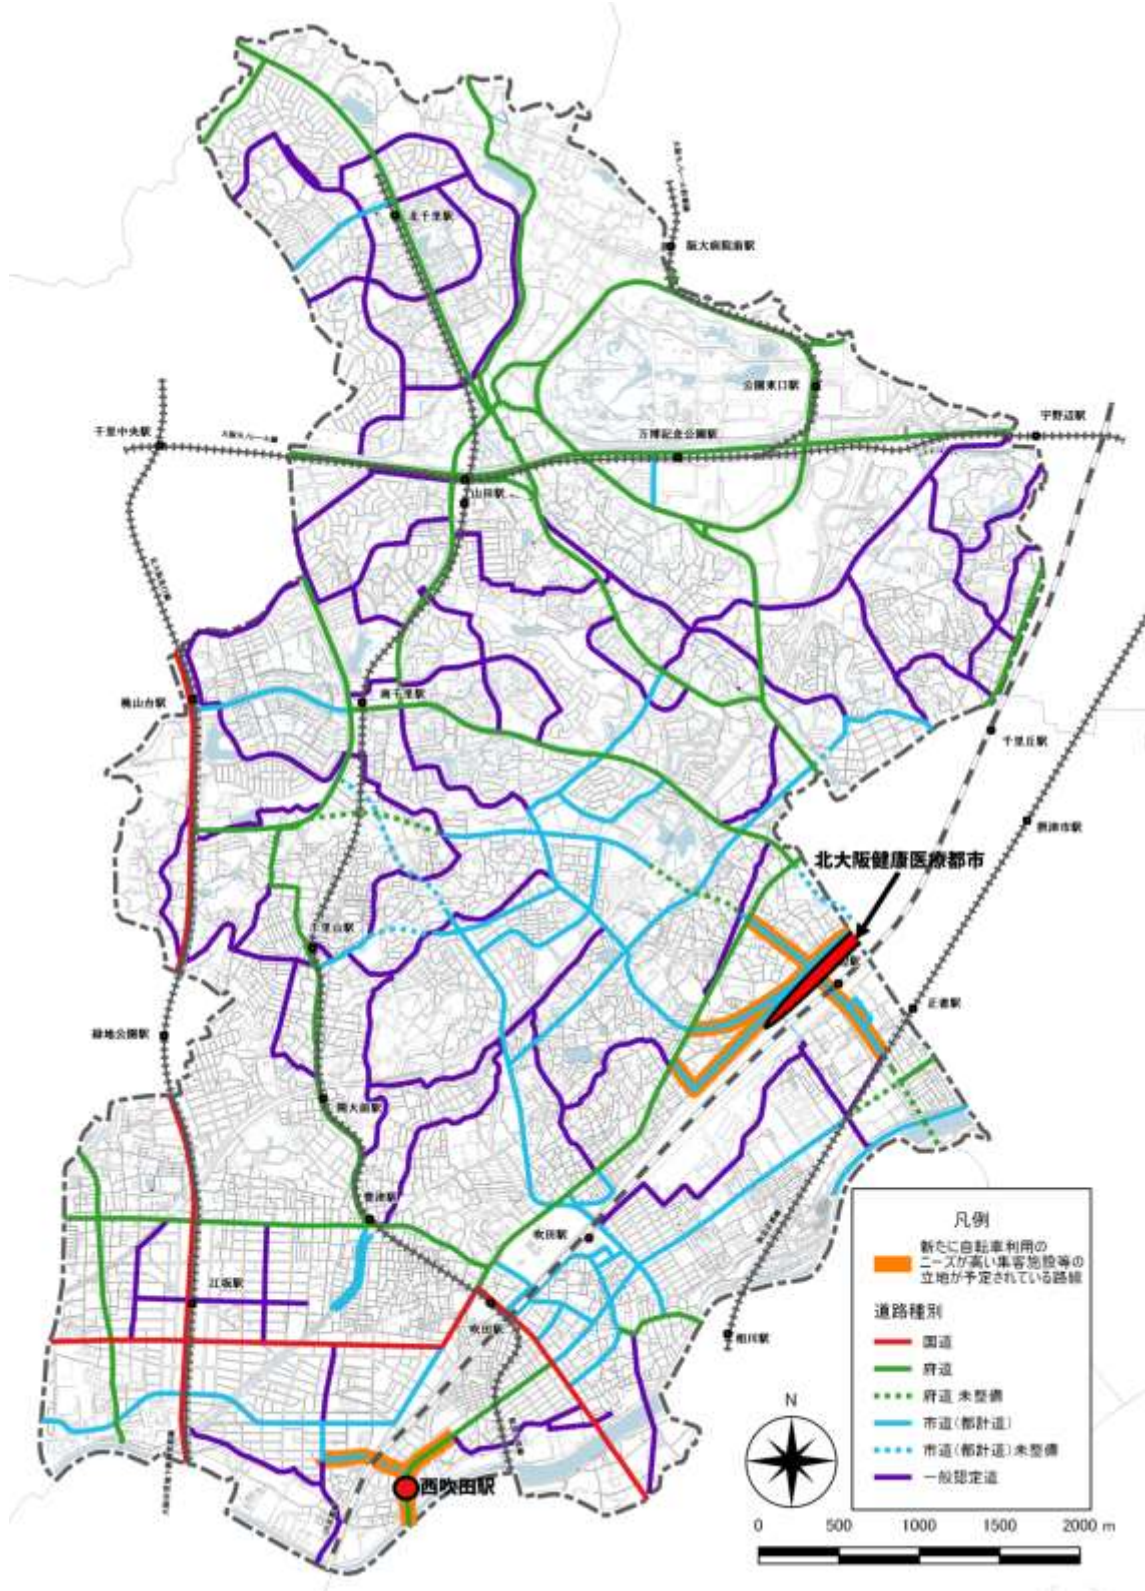 北千里駅
阪大病院前駅
公園東口駅
宇野辺駅
千里中央駅
万博記念公園駅
山田駅
桃山台駅
南千里駅
千里丘駅
摂津市駅
北大阪健康医療都市
千里山駅
正雀駅
緑地公園駅
関大前駅
豊津駅
吹田駅
江坂駅
吹田駅
相川駅
西吹田駅
凡例
新たに自転車利用の
ニーズが高い集客施設等の
立地が予定されている路線
道路種別
国道
府道
府道 未整備
市道(都計道)
市道(都計道)未整備
一般認定道
N
0 500 1000 1500 2000 m